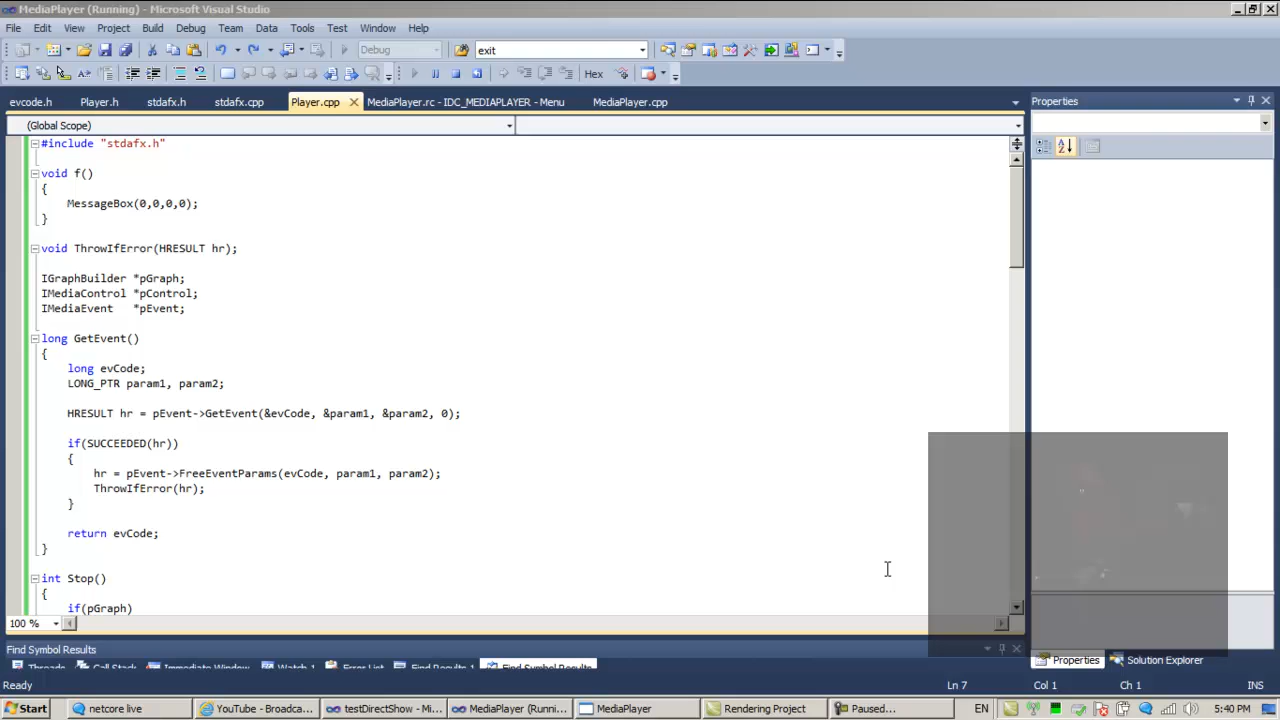 MediaPlayer (Running) - Microsoft Visual Studio
File Edit View Project Build Debug Team Data Tools Test Window Help
Debug exit
Hex
evcode.h Player.h stdafx.h stdafx.cpp Player.cpp MediaPlayer.rc - IDC_MEDIAPLAYER - Menu MediaPlayer.cpp Properties
(Global Scope)
#include "stdafx.h"
void f()
{
MessageBox(0,0,0,0);
}
void ThrowIfError(HRESULT hr);
IGraphBuilder *pGraph;
IMediaControl *pControl;
IMediaEvent *pEvent;
long GetEvent()
{
long evCode;
LONG_PTR param1, param2;
HRESULT hr = pEvent->GetEvent(&evCode, &param1, &param2, 0);
if(SUCCEEDED(hr))
{
hr = pEvent->FreeEventParams(evCode, param1, param2);
ThrowIfError(hr);
}
return evCode;
}
int Stop()
{
if(pGraph)
100 %
Find Symbol Results
Threads Call Stack Immediate Window Watch 1 Error List Find Results 1 Find Symbol Results Properties Solution Explorer
Ready Ln 7 Col 1 Ch 1 INS
Start netcore live YouTube - Broadca... testDirectShow - Mi... MediaPlayer (Runnin... MediaPlayer Rendering Project Paused... EN 5:40 PM